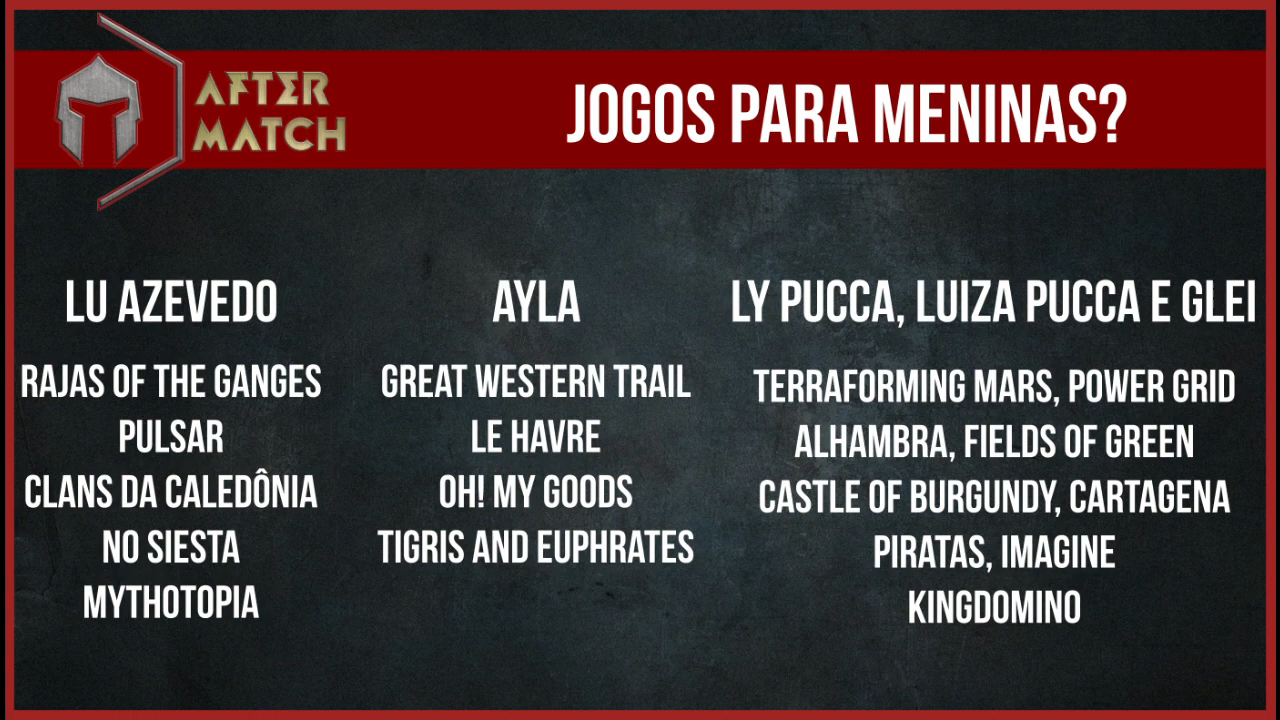 AFTER
MATCH
JOGOS PARA MENINAS?
LU AZEVEDO
RAJAS OF THE GANGES
PULSAR
CLANS DA CALEDÔNIA
NO SIESTA
MYTHOTOPIA
AYLA
GREAT WESTERN TRAIL
LE HAVRE
OH! MY GOODS
TIGRIS AND EUPHRATES
LY PUCCA, LUIZA PUCCA E GLEI
TERRAFORMING MARS, POWER GRID
ALHAMBRA, FIELDS OF GREEN
CASTLE OF BURGUNDY, CARTAGENA
PIRATAS, IMAGINE
KINGDOMINO